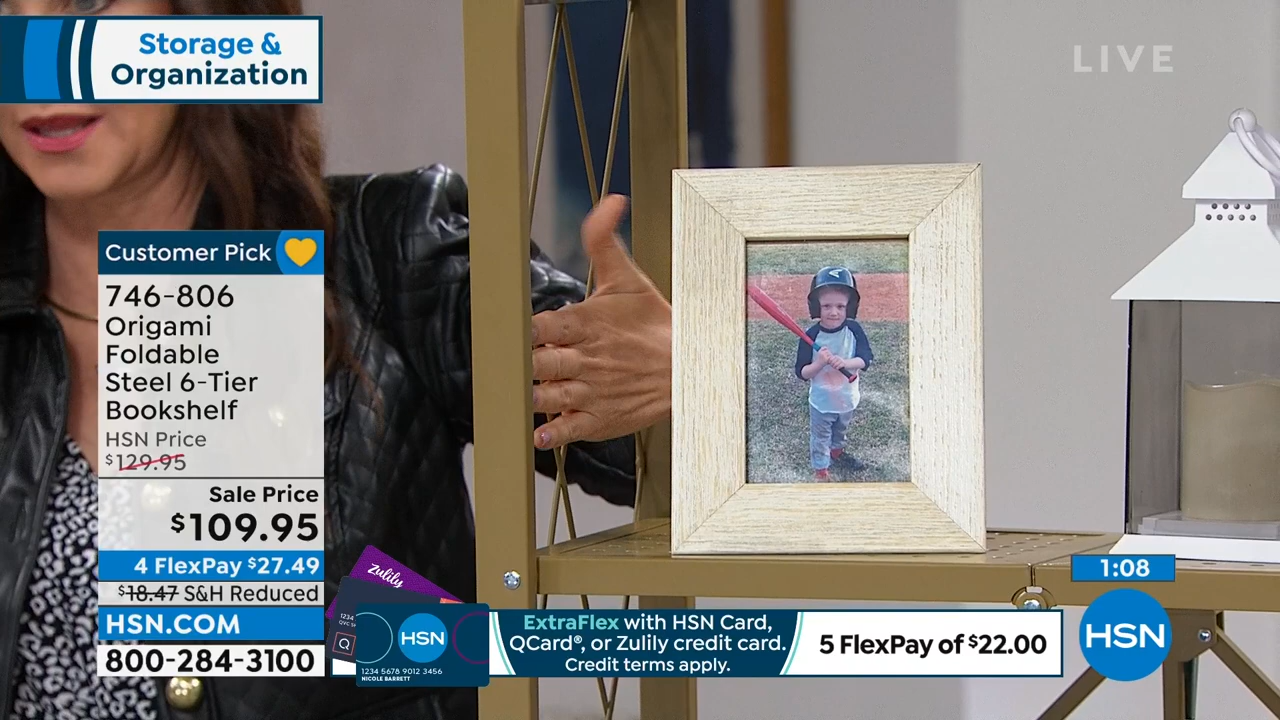 Storage &
Organization
LIVE
Customer Pick
746-806
Origami
Foldable
Steel 6-Tier
Bookshelf
HSN Price
$129.95
Sale Price
$109.95
4 FlexPay $27.49
$18.47 S&H Reduced
HSN.COM
800-284-3100
Zulily
1234
Q
HSN
1234 5678 9012 3456
NICOLE BARRETT
ExtraFlex with HSN Card,
QCard®, or Zulily credit card.
Credit terms apply.
5 FlexPay of $22.00
1:08
HSN